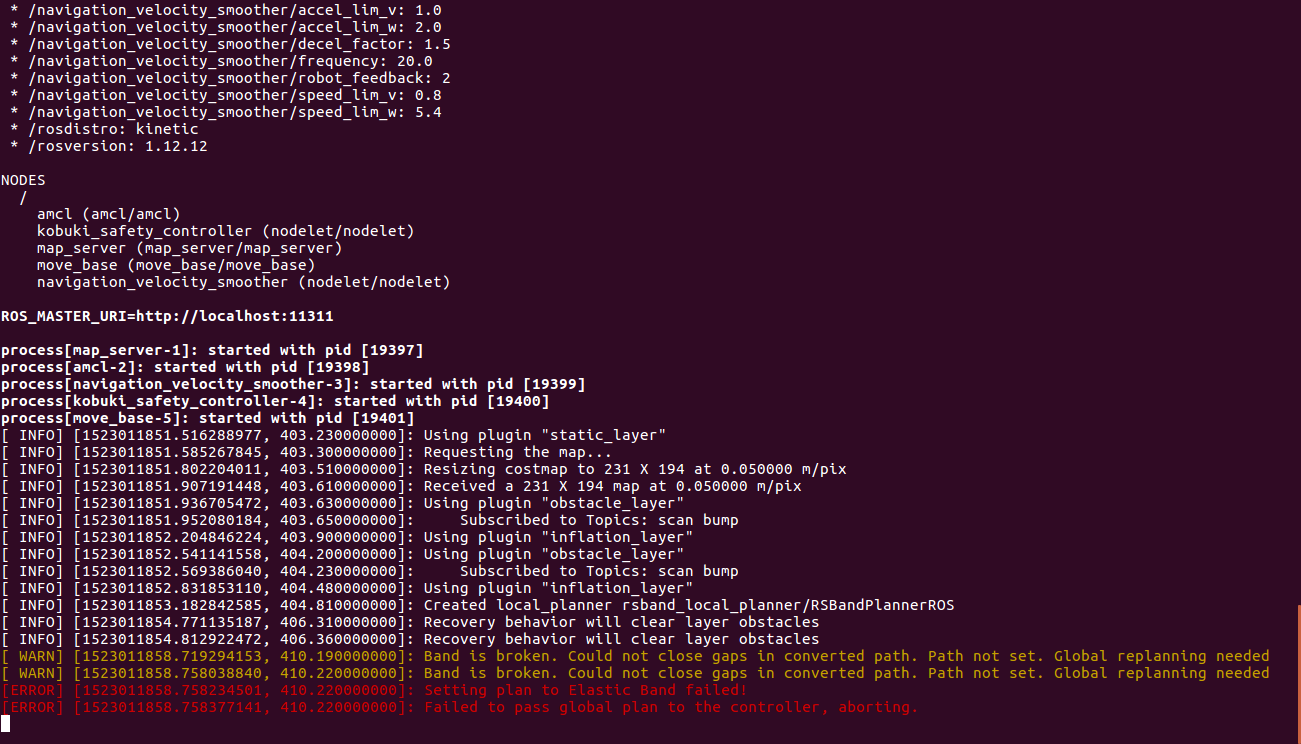 * /navigation_velocity_smoother/accel_lim_v: 1.0
* /navigation_velocity_smoother/accel_lim_w: 2.0
* /navigation_velocity_smoother/decel_factor: 1.5
* /navigation_velocity_smoother/frequency: 20.0
* /navigation_velocity_smoother/robot_feedback: 2
* /navigation_velocity_smoother/speed_lim_v: 0.8
* /navigation_velocity_smoother/speed_lim_w: 5.4
* /rosdistro: kinetic
* /rosversion: 1.12.12
NODES
/
amcl (amcl/amcl)
kobuki_safety_controller (nodelet/nodelet)
map_server (map_server/map_server)
move_base (move_base/move_base)
navigation_velocity_smoother (nodelet/nodelet)
ROS_MASTER_URI=http://localhost:11311
process[map_server-1]: started with pid [19397]
process[amcl-2]: started with pid [19398]
process[navigation_velocity_smoother-3]: started with pid [19399]
process[kobuki_safety_controller-4]: started with pid [19400]
process[move_base-5]: started with pid [19401]
[ INFO] [1523011851.516288977, 403.230000000]: Using plugin "static_layer"
[ INFO] [1523011851.585267845, 403.300000000]: Requesting the map...
[ INFO] [1523011851.802204011, 403.510000000]: Resizing costmap to 231 X 194 at 0.050000 m/pix
[ INFO] [1523011851.907191448, 403.610000000]: Received a 231 X 194 map at 0.050000 m/pix
[ INFO] [1523011851.936705472, 403.630000000]: Using plugin "obstacle_layer"
[ INFO] [1523011851.952080184, 403.650000000]:     Subscribed to Topics: scan bump
[ INFO] [1523011852.204846224, 403.900000000]: Using plugin "inflation_layer"
[ INFO] [1523011852.541141558, 404.200000000]: Using plugin "obstacle_layer"
[ INFO] [1523011852.569386040, 404.230000000]:     Subscribed to Topics: scan bump
[ INFO] [1523011852.831853110, 404.480000000]: Using plugin "inflation_layer"
[ INFO] [1523011853.182842585, 404.810000000]: Created local_planner rsband_local_planner/RSBandPlannerROS
[ INFO] [1523011854.771135187, 406.310000000]: Recovery behavior will clear layer obstacles
[ INFO] [1523011854.812922472, 406.360000000]: Recovery behavior will clear layer obstacles
[ WARN] [1523011858.719294153, 410.190000000]: Band is broken. Could not close gaps in converted path. Path not set. Global replanning needed
[ WARN] [1523011858.758038840, 410.220000000]: Band is broken. Could not close gaps in converted path. Path not set. Global replanning needed
[ERROR] [1523011858.758234501, 410.220000000]: Setting plan to Elastic Band failed!
[ERROR] [1523011858.758377141, 410.220000000]: Failed to pass global plan to the controller, aborting.